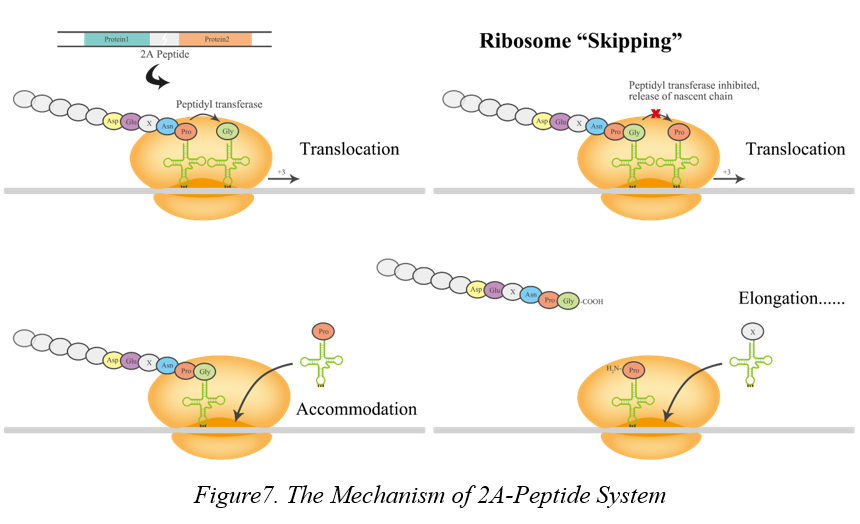 Protein1
Protein2
2A Peptide
Ribosome “Skipping”
Peptidyl transferase
Asp
Glu
X
Asn
Pro
Gly
Translocation
+3
Peptidyl transferase inhibited,
release of nascent chain
Asp
Glu
X
Asn
Pro
Gly
Pro
Translocation
+3
Asp
Glu
X
Asn
Pro
Gly
Pro
Accommodation
Asp
Glu
X
Asn
Pro
Gly
-COOH
Elongation......
X
H₂N-
Pro
Figure7. The Mechanism of 2A-Peptide System